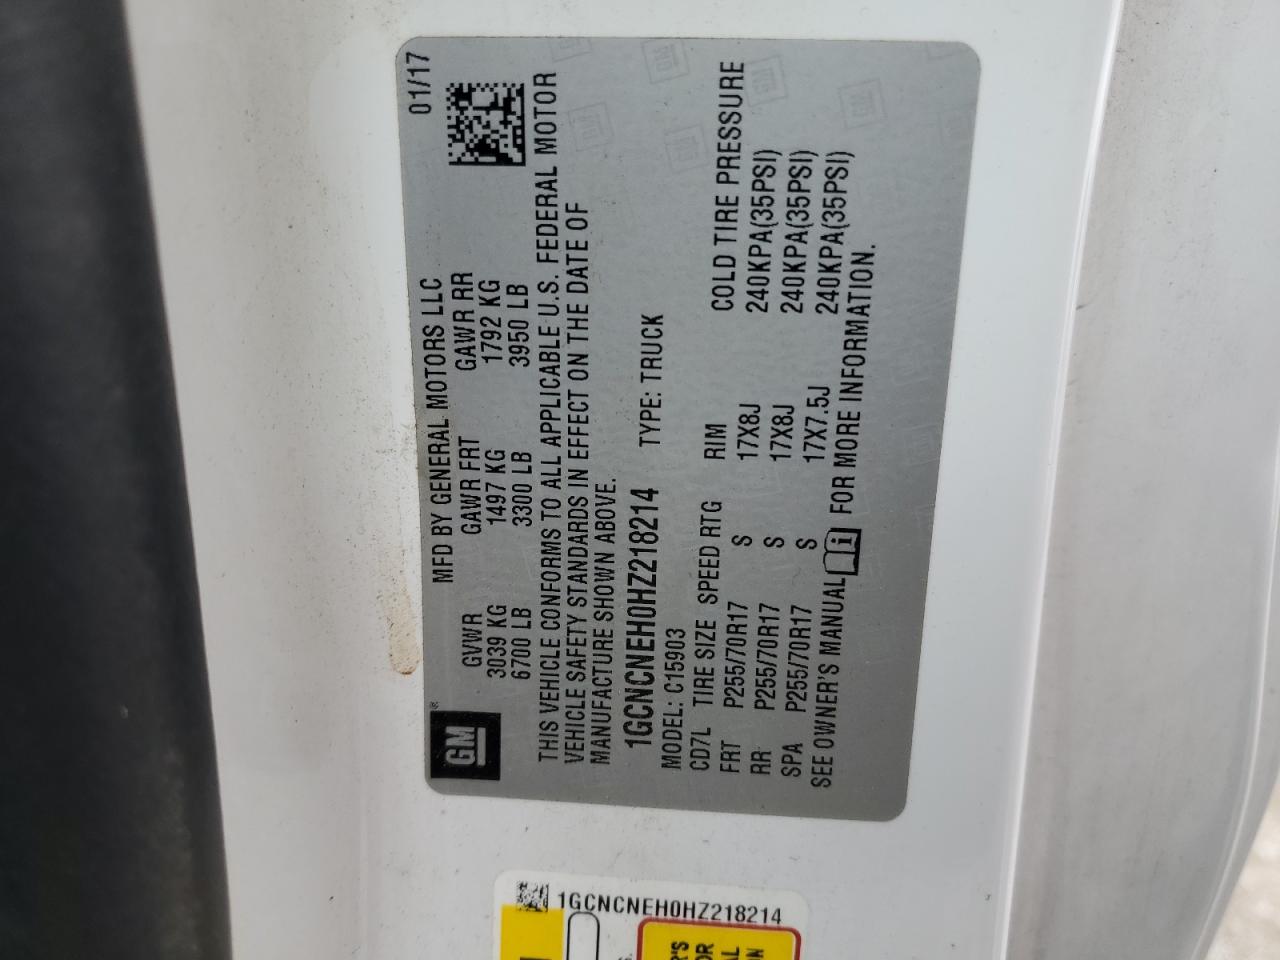 MFD BY GENERAL MOTORS LLC 01/17
GM®
GVWR GAWR FRT GAWR RR
3039 KG 1497 KG 1792 KG
6700 LB 3300 LB 3950 LB
THIS VEHICLE CONFORMS TO ALL APPLICABLE U.S. FEDERAL MOTOR
VEHICLE SAFETY STANDARDS IN EFFECT ON THE DATE OF
MANUFACTURE SHOWN ABOVE.
1GCNCNEH0HZ218214 TYPE: TRUCK
MODEL: C15903
CD7L TIRE SIZE SPEED RTG RIM COLD TIRE PRESSURE
FRT P255/70R17 S 17X8J 240KPA(35PSI)
RR P255/70R17 S 17X8J 240KPA(35PSI)
SPA P255/70R17 S 17X7.5J 240KPA(35PSI)
SEE OWNER'S MANUAL FOR MORE INFORMATION.
1GCNCNEH0HZ218214